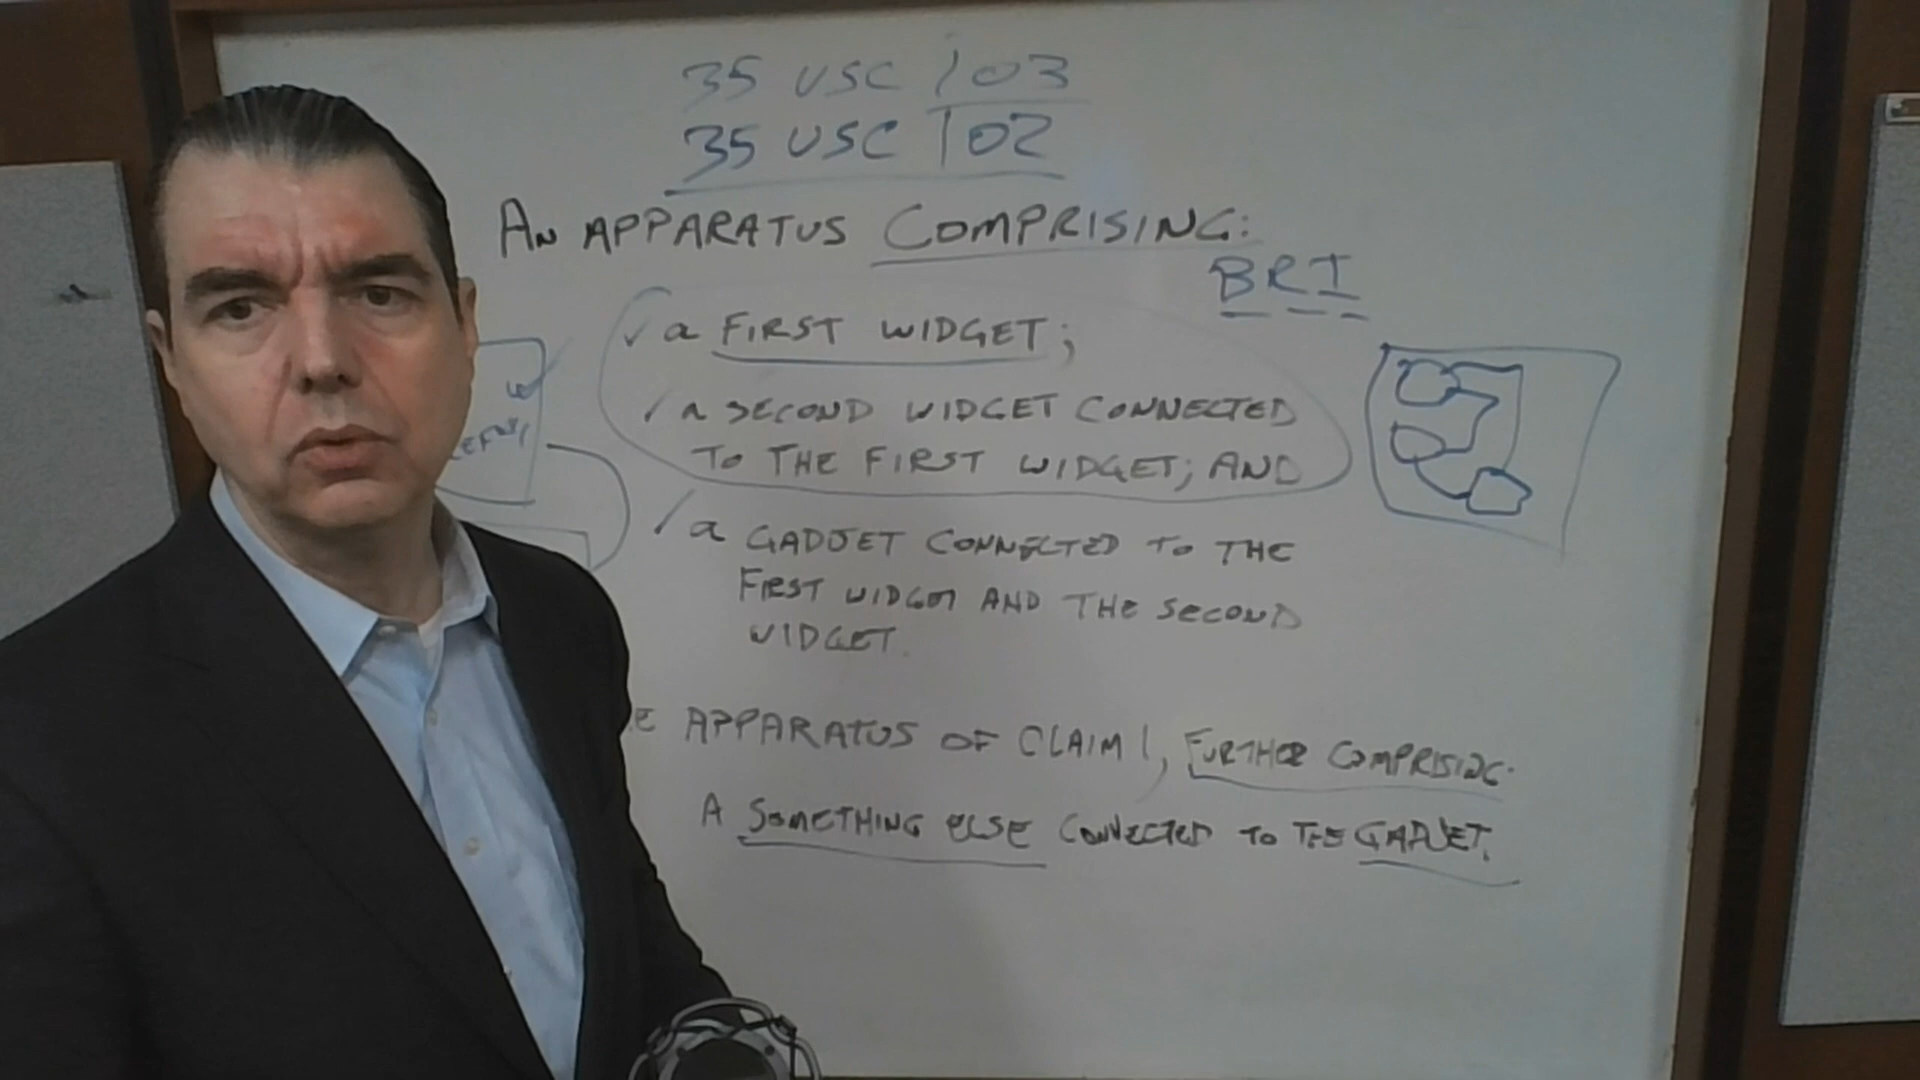 35 USC 103
35 USC 102
AN APPARATUS COMPRISING:
BRI
a FIRST WIDGET;
A SECOND WIDGET CONNECTED
TO THE FIRST WIDGET; AND
a GADJET CONNECTED TO THE
FIRST WIDGET AND THE SECOND
WIDGET.
APPARATUS OF CLAIM 1, FURTHER COMPRISING:
A SOMETHING ELSE CONNECTED TO THE GADJET.